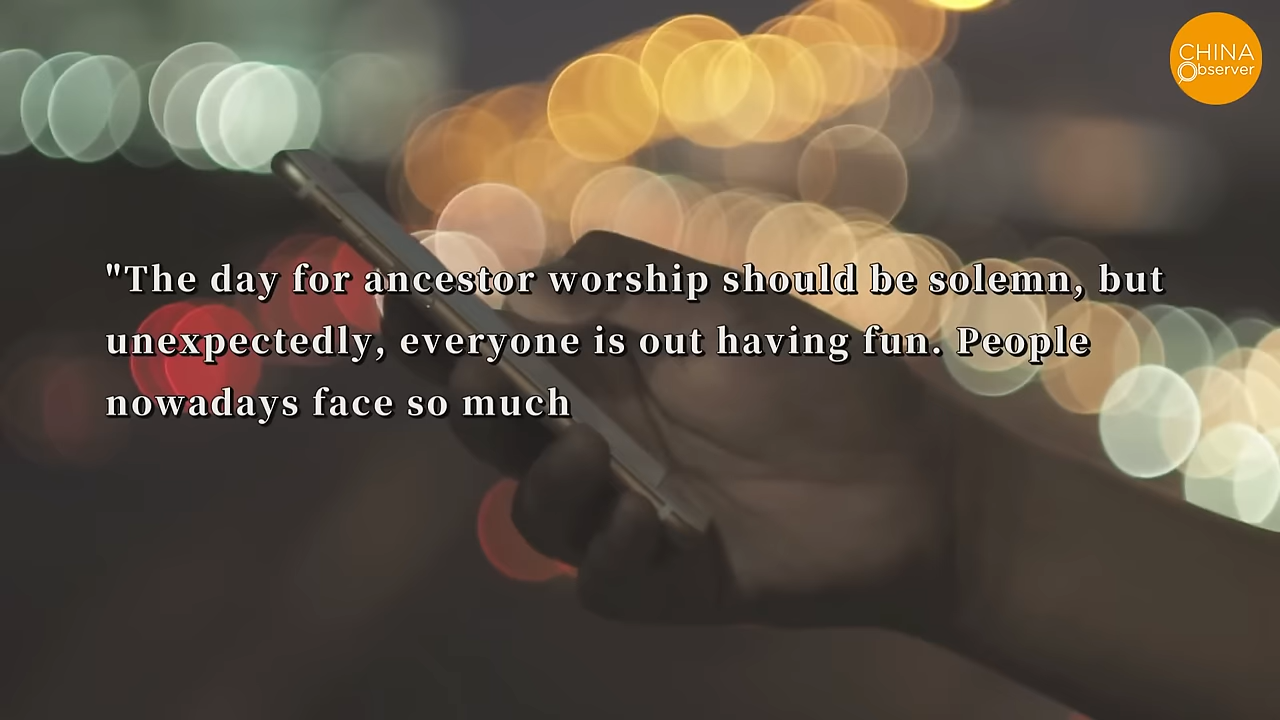 CHINA
Observer
"The day for ancestor worship should be solemn, but
unexpectedly, everyone is out having fun. People
nowadays face so much